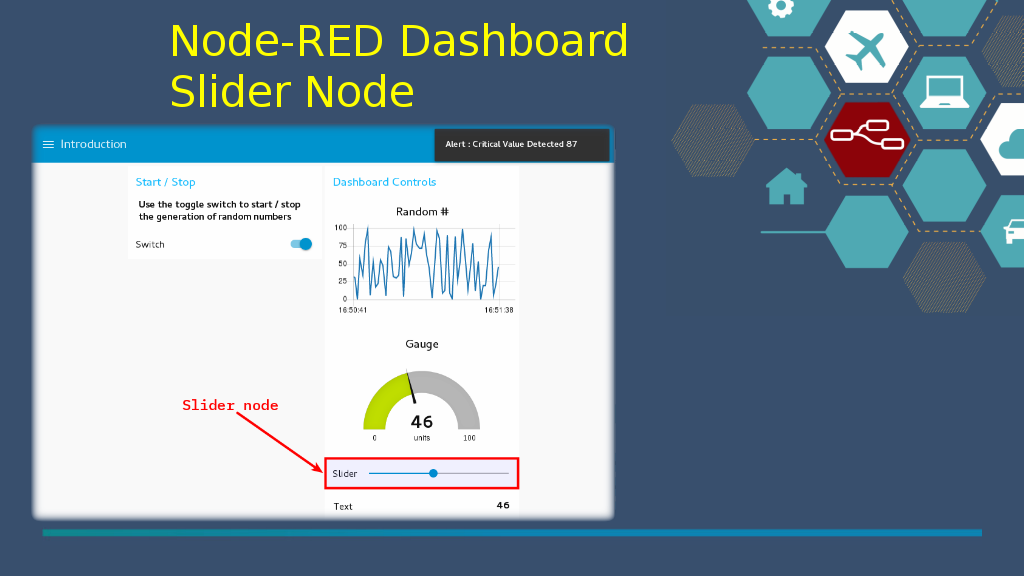 Node-RED Dashboard
Slider Node
Introduction
Alert : Critical Value Detected 87
Start / Stop
Use the toggle switch to start / stop
the generation of random numbers
Switch
Dashboard Controls
Random #
100
75
50
25
0
16:50:41
16:51:38
Gauge
46
0
units
100
Slider node
Slider
Text
46